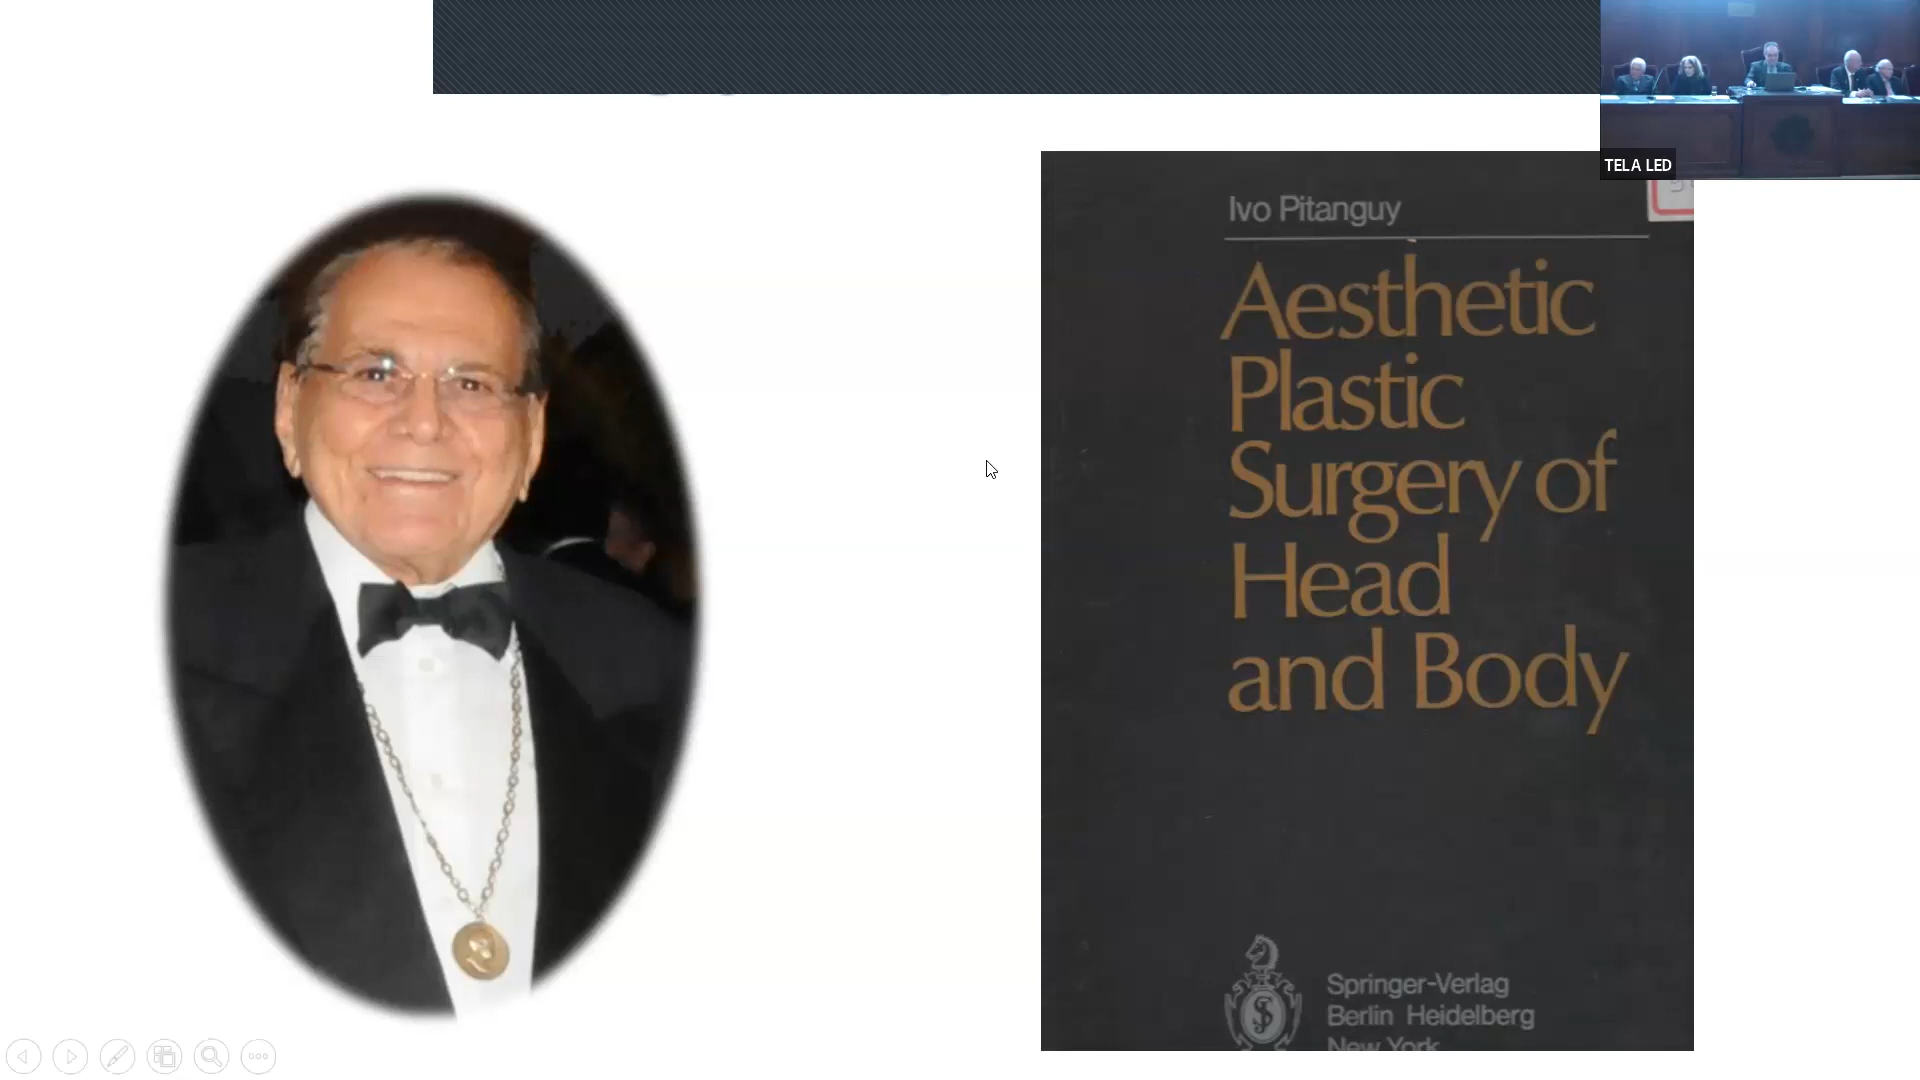 TELA LED
Ivo Pitanguy
Aesthetic
Plastic
Surgery of
Head
and Body
Springer-Verlag
Berlin Heidelberg
New York